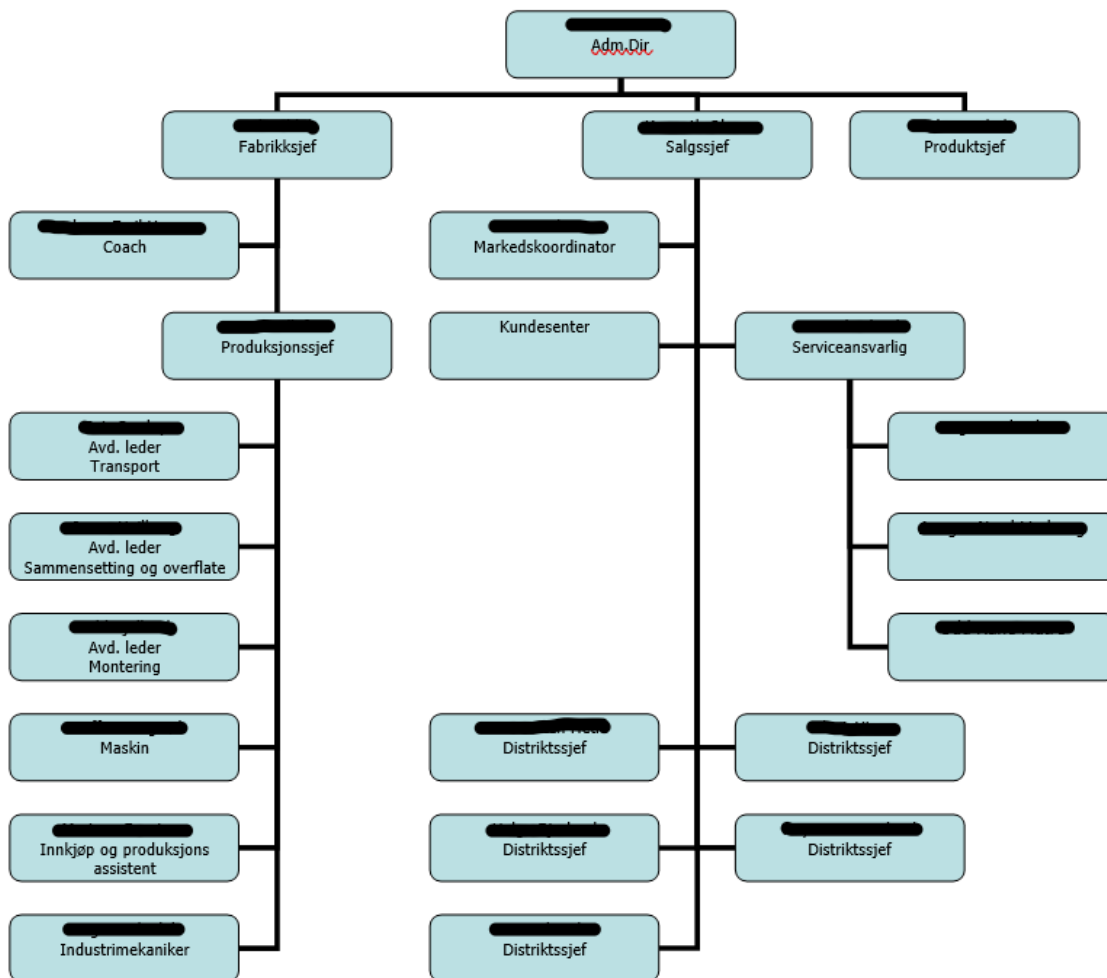 Adm.Dir
Fabrikksjef
Salgssjef
Produktsjef
Coach
Markedskoordinator
Kundesenter
Produksjonssjef
Serviceansvarlig
Avd. leder
Transport
Avd. leder
Sammensetting og overflate
Avd. leder
Montering
Maskin
Distriktssjef
Distriktssjef
Innkjøp og produksjons
assistent
Distriktssjef
Distriktssjef
Industrimekaniker
Distriktssjef